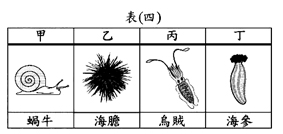 表(四)
甲 乙 丙 丁
蝸牛 海膽 烏賊 海參